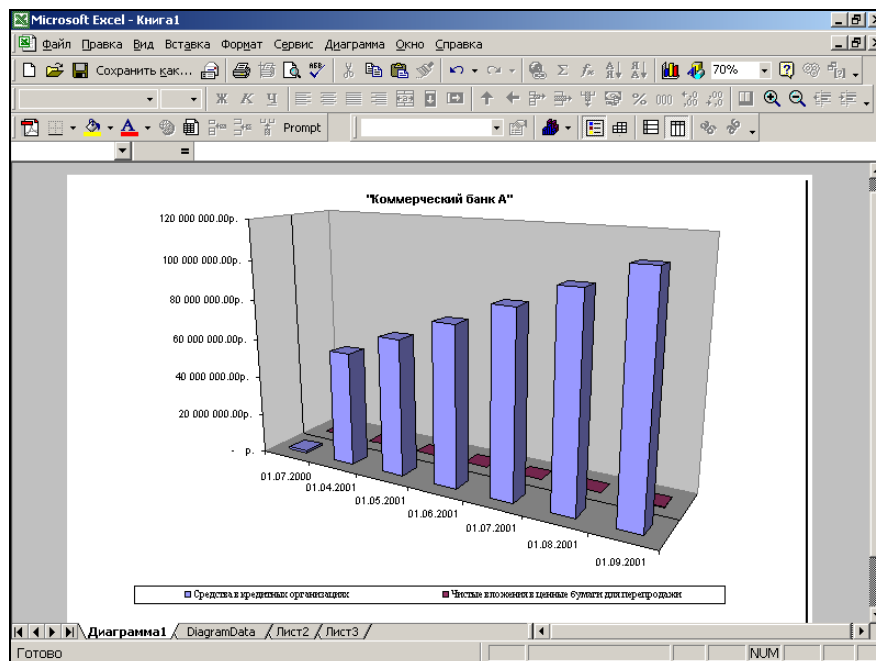 Microsoft Excel - Книга1
Файл Правка Вид Вставка Формат Сервис Диаграмма Окно Справка
Сохранить как... 70%
Ж К Ч % 000
Prompt
=
"Коммерческий банк А"
120 000 000.00р.
100 000 000.00р.
80 000 000.00р.
60 000 000.00р.
40 000 000.00р.
20 000 000.00р.
- р.
01.07.2000
01.04.2001
01.05.2001
01.06.2001
01.07.2001
01.08.2001
01.09.2001
Средства в кредитных организациях
Чистые вложения в ценные бумаги для перепродажи
Диаграмма1 DiagramData Лист2 Лист3
Готово NUM